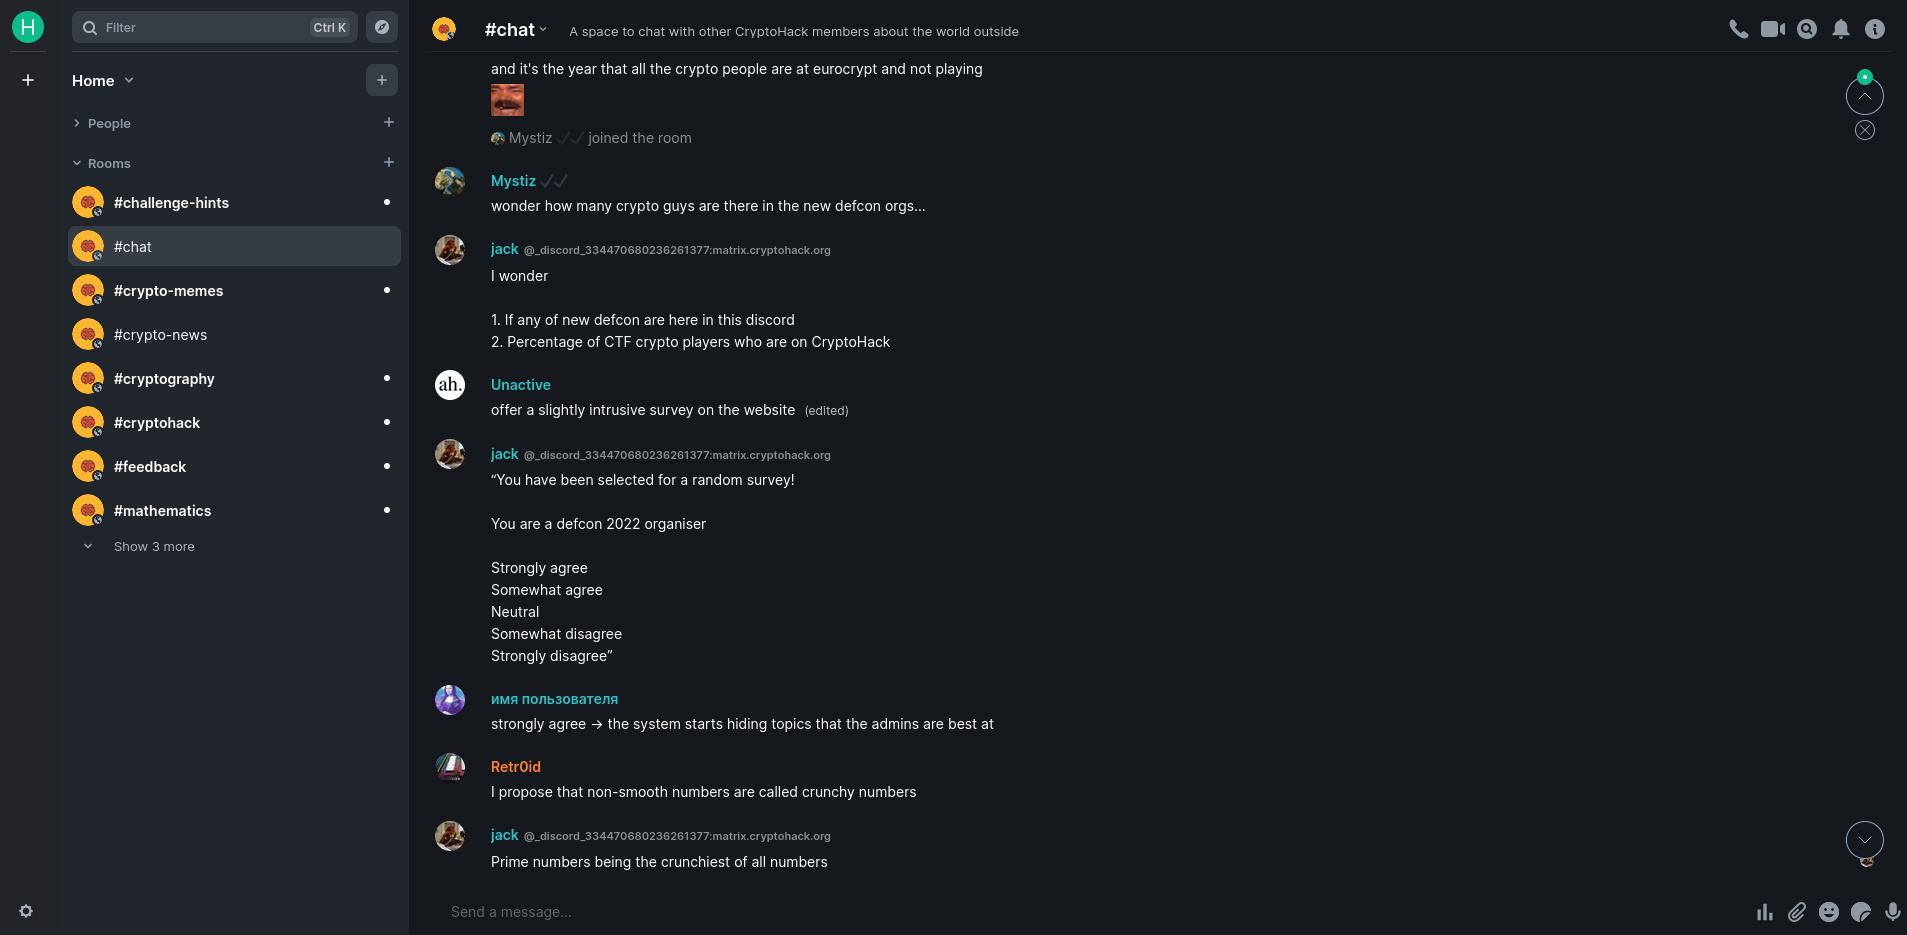 H
Filter
Ctrl K
Home
People
Rooms
#challenge-hints
#chat
#crypto-memes
#crypto-news
#cryptography
#cryptohack
#feedback
#mathematics
Show 3 more
#chat
A space to chat with other CryptoHack members about the world outside
and it's the year that all the crypto people are at eurocrypt and not playing
Mystiz ✓✓ joined the room
Mystiz ✓✓
wonder how many crypto guys are there in the new defcon orgs...
jack @_discord_334470680236261377:matrix.cryptohack.org
I wonder
1. If any of new defcon are here in this discord
2. Percentage of CTF crypto players who are on CryptoHack
ah.
Unactive
offer a slightly intrusive survey on the website (edited)
jack @_discord_334470680236261377:matrix.cryptohack.org
“You have been selected for a random survey!
You are a defcon 2022 organiser
Strongly agree
Somewhat agree
Neutral
Somewhat disagree
Strongly disagree”
имя пользователя
strongly agree → the system starts hiding topics that the admins are best at
Retr0id
I propose that non-smooth numbers are called crunchy numbers
jack @_discord_334470680236261377:matrix.cryptohack.org
Prime numbers being the crunchiest of all numbers
Send a message...